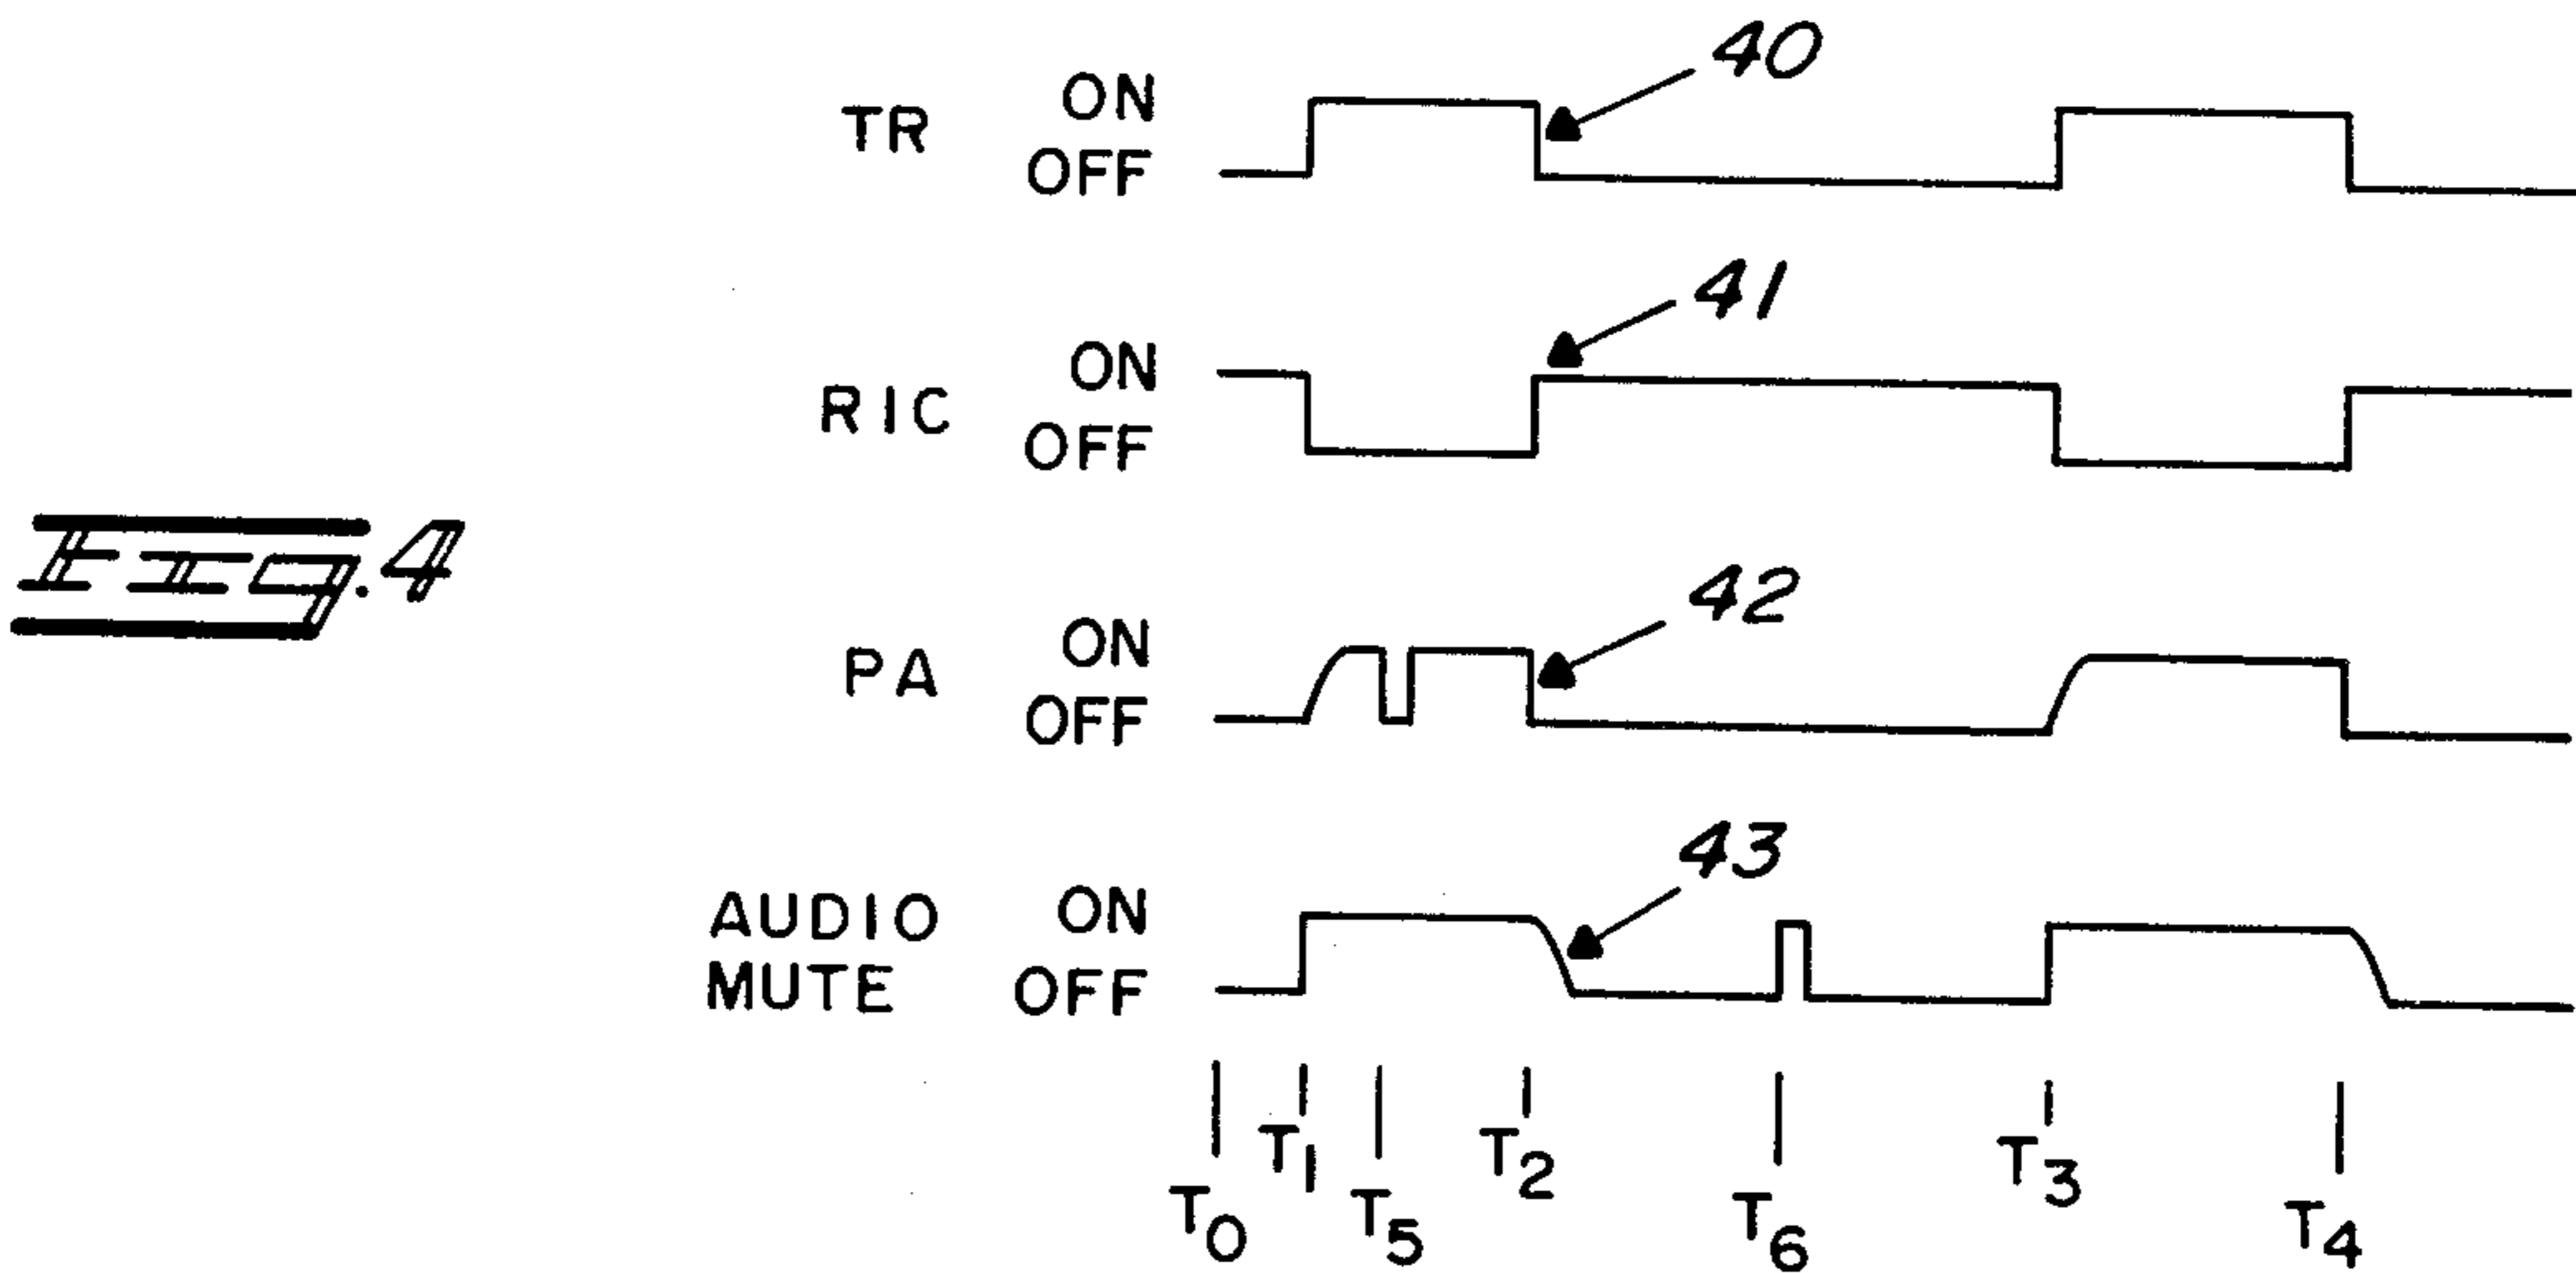 40
TR ON
OFF
41
RIC ON
OFF
Fig. 4
42
PA ON
OFF
43
AUDIO ON
MUTE OFF
T0 T1 T5 T2 T6 T3 T4